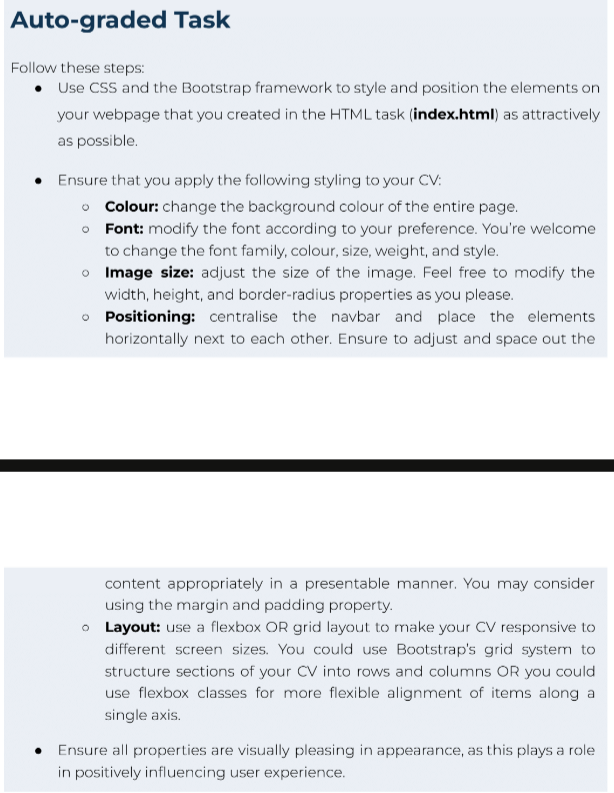 Auto-graded Task
Follow these steps:
● Use CSS and the Bootstrap framework to style and position the elements on
your webpage that you created in the HTML task (index.html) as attractively
as possible.
● Ensure that you apply the following styling to your CV:
○ Colour: change the background colour of the entire page.
○ Font: modify the font according to your preference. You're welcome
to change the font family, colour, size, weight, and style.
○ Image size: adjust the size of the image. Feel free to modify the
width, height, and border-radius properties as you please.
○ Positioning: centralise the navbar and place the elements
horizontally next to each other. Ensure to adjust and space out the
content appropriately in a presentable manner. You may consider
using the margin and padding property.
○ Layout: use a flexbox OR grid layout to make your CV responsive to
different screen sizes. You could use Bootstrap's grid system to
structure sections of your CV into rows and columns OR you could
use flexbox classes for more flexible alignment of items along a
single axis.
● Ensure all properties are visually pleasing in appearance, as this plays a role
in positively influencing user experience.